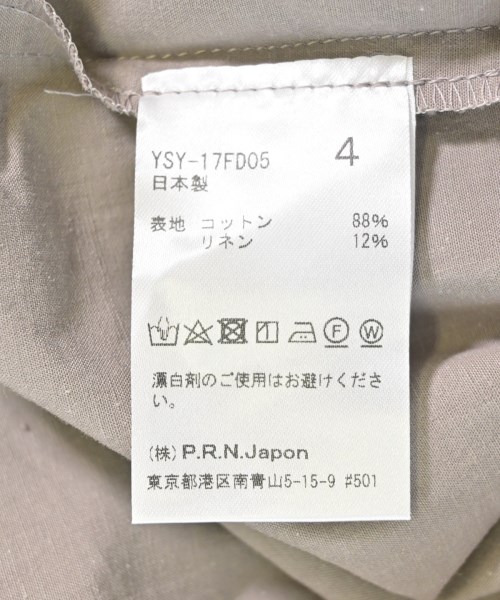 YSY-17FD05 4
日本製
表地 コットン 88%
リネン 12%
F W
漂白剤のご使用はお避けくださ
い。
(株) P.R.N.Japon
東京都港区南青山5-15-9 #501